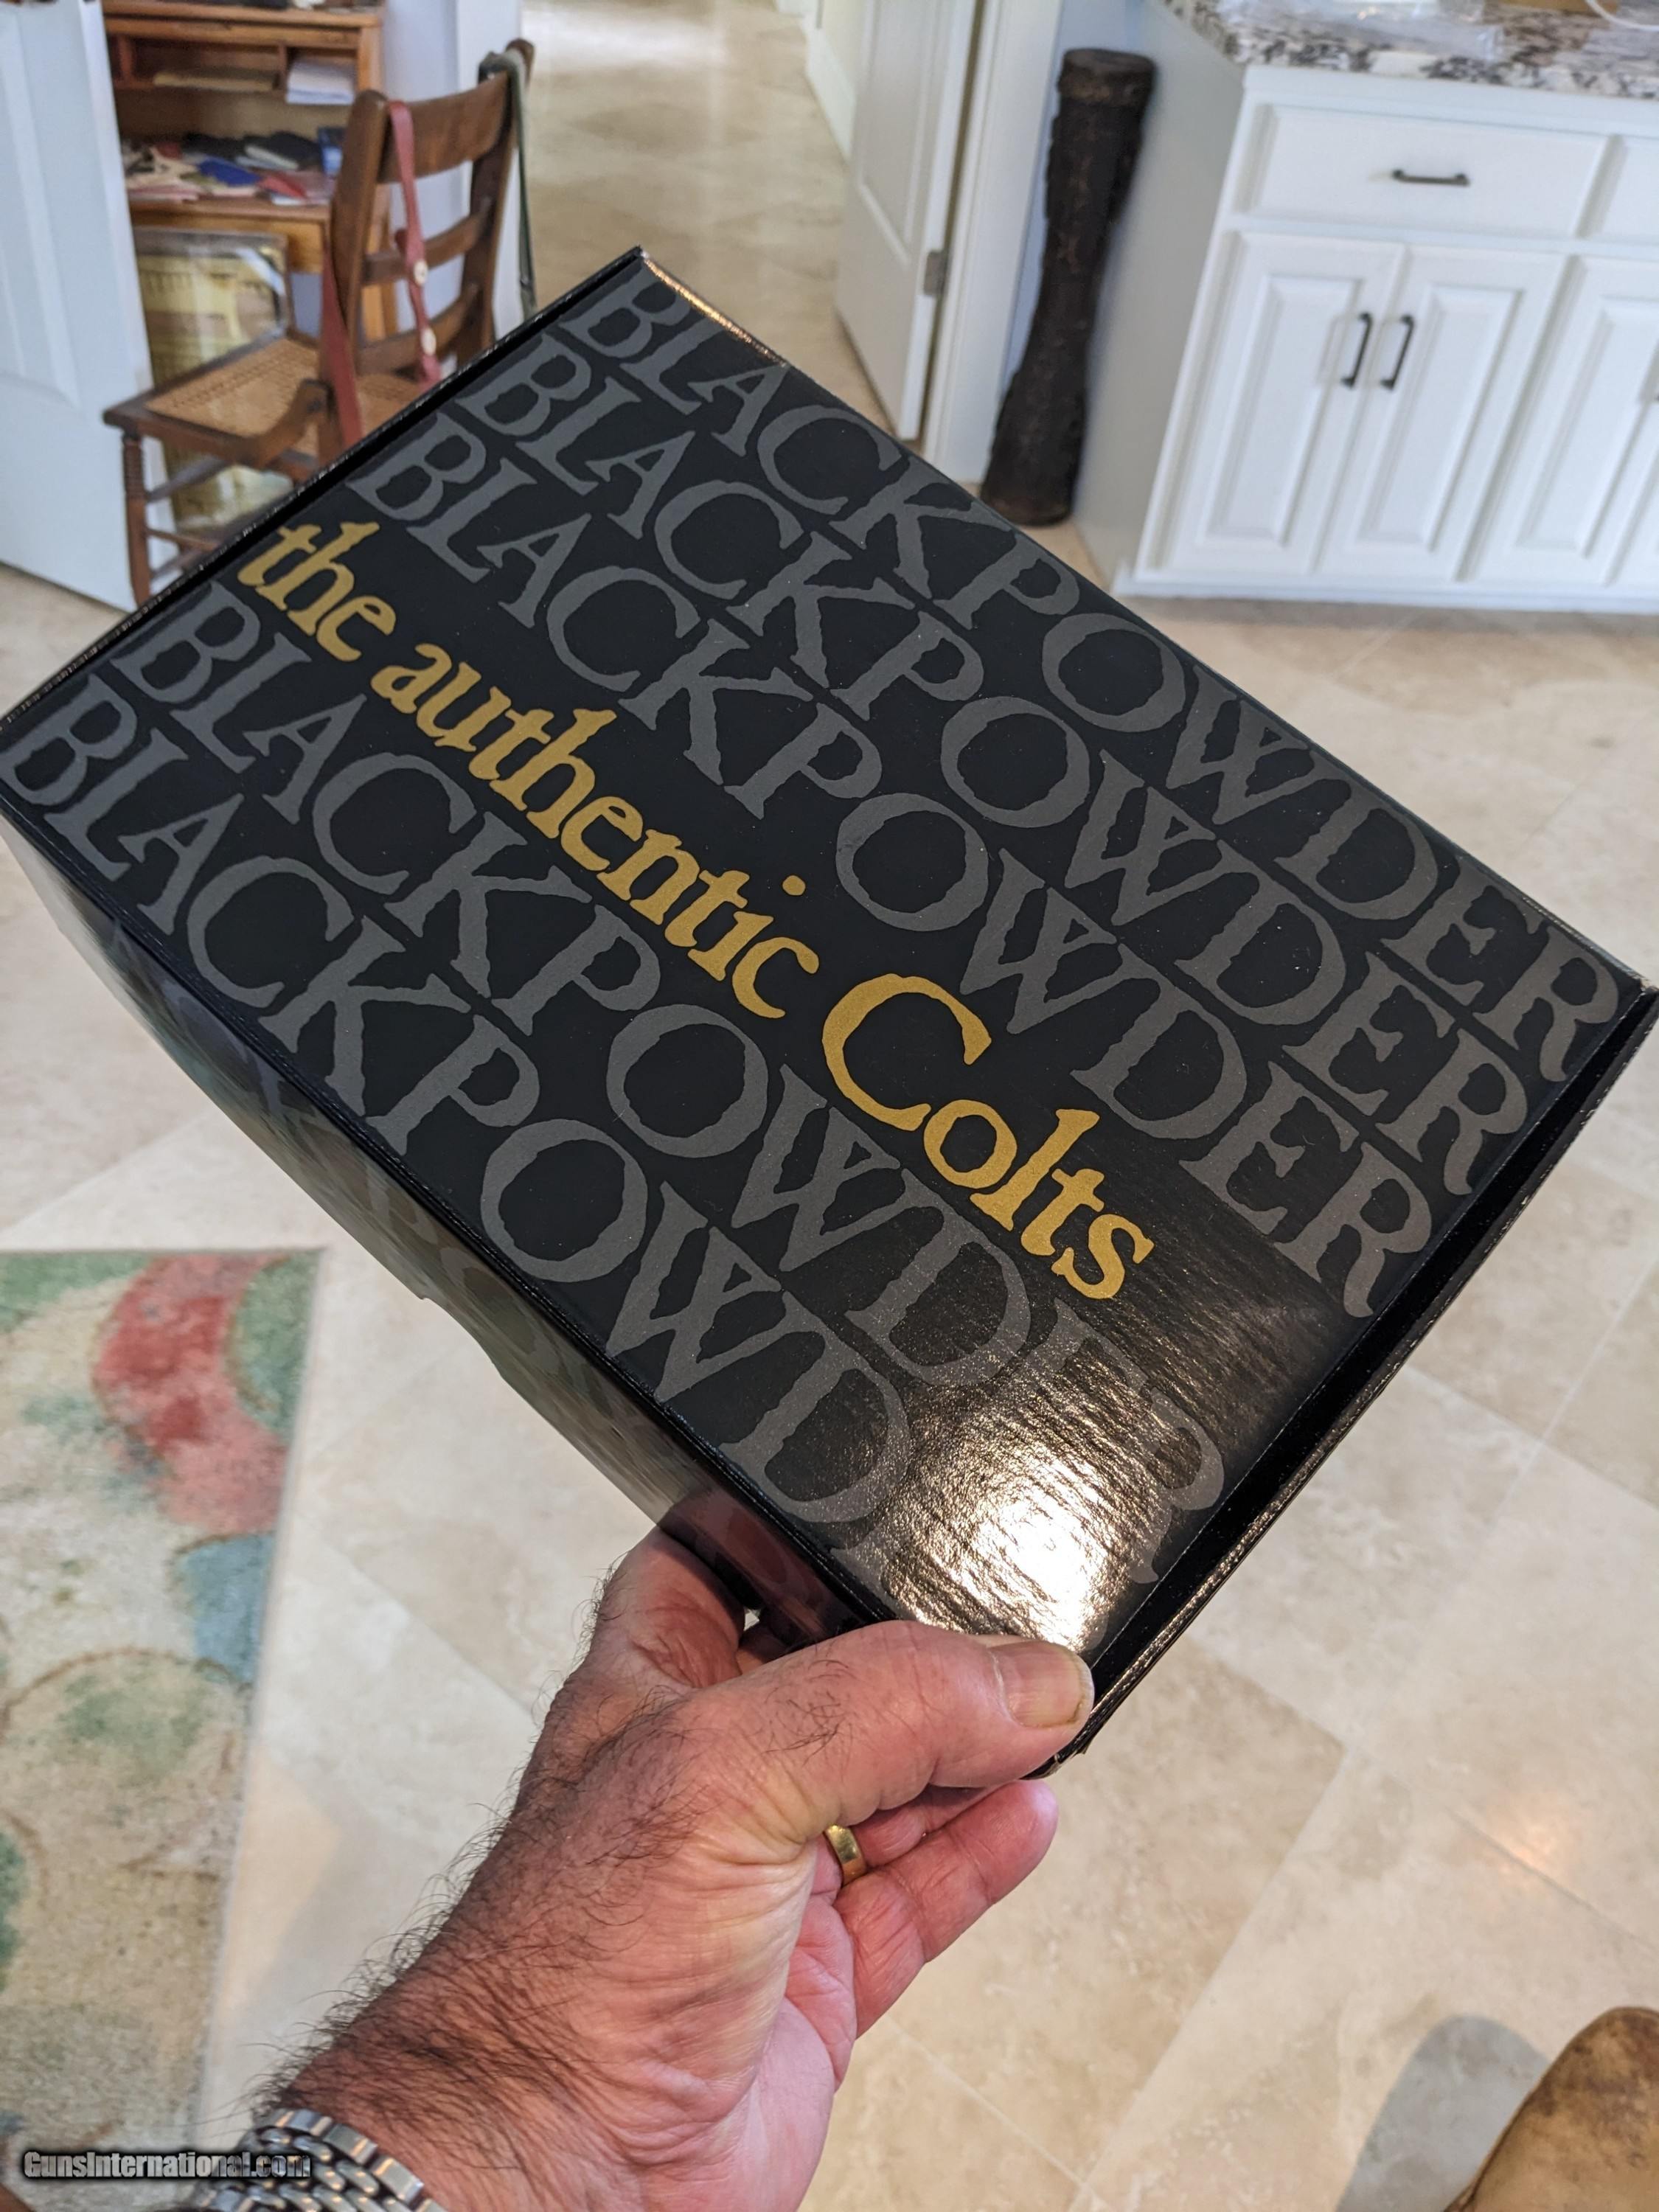 BLACKPOWDER
BLACKPOWDER
BLACKPOWDER
the authentic Colts
BLACKPOWDER
BLACKPOWDER
GunsInternational.com